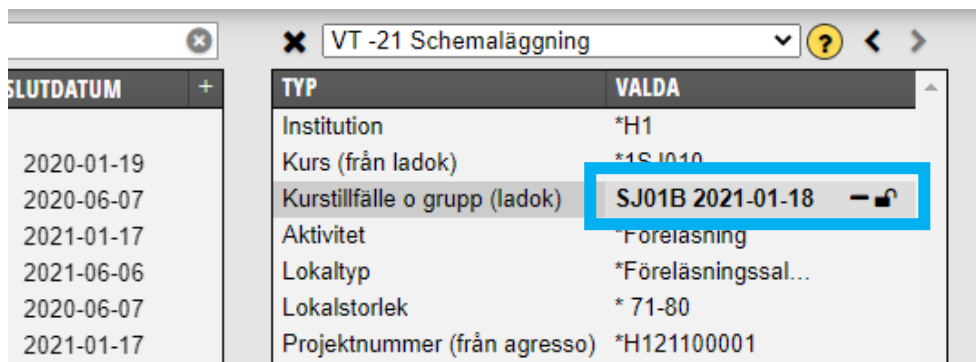 VT -21 Schemaläggning ?
SLUTDATUM +
2020-01-19
2020-06-07
2021-01-17
2021-06-06
2020-06-07
2021-01-17
TYP VALDA
Institution *H1
Kurs (från ladok) *1SJ010
Kurstillfälle o grupp (ladok) SJ01B 2021-01-18
Aktivitet *Föreläsning
Lokaltyp *Föreläsningssal...
Lokalstorlek * 71-80
Projektnummer (från agresso) *H121100001